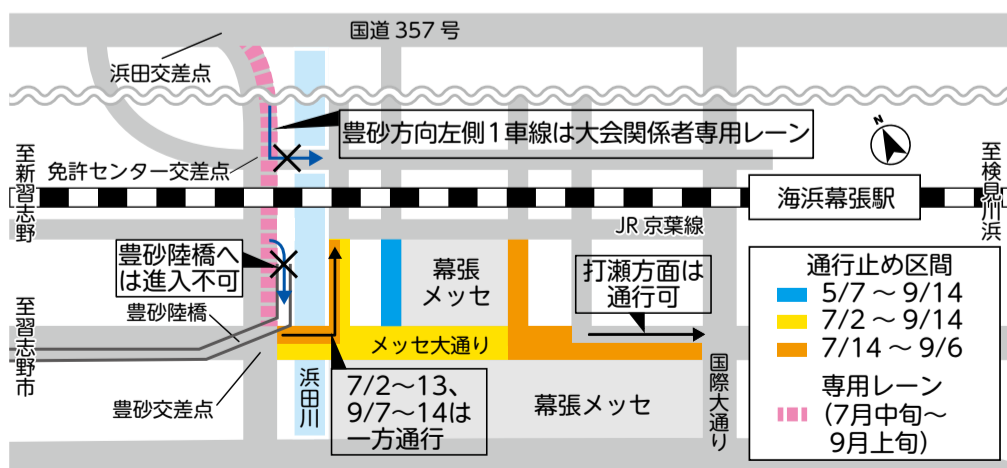 国道 357 号
浜田交差点
豊砂方向左側１車線は大会関係者専用レーン
N
至新習志野
免許センター交差点
至検見川浜
海浜幕張駅
JR 京葉線
豊砂陸橋へ
は進入不可
幕張
メッセ
打瀬方面は
通行可
通行止め区間
5/7 ～ 9/14
7/2 ～ 9/14
7/14 ～ 9/6
専用レーン
(7月中旬～
9月上旬)
至習志野市
豊砂陸橋
メッセ大通り
豊砂交差点
浜田川
7/2～13、
9/7～14は
一方通行
幕張メッセ
国際大通り